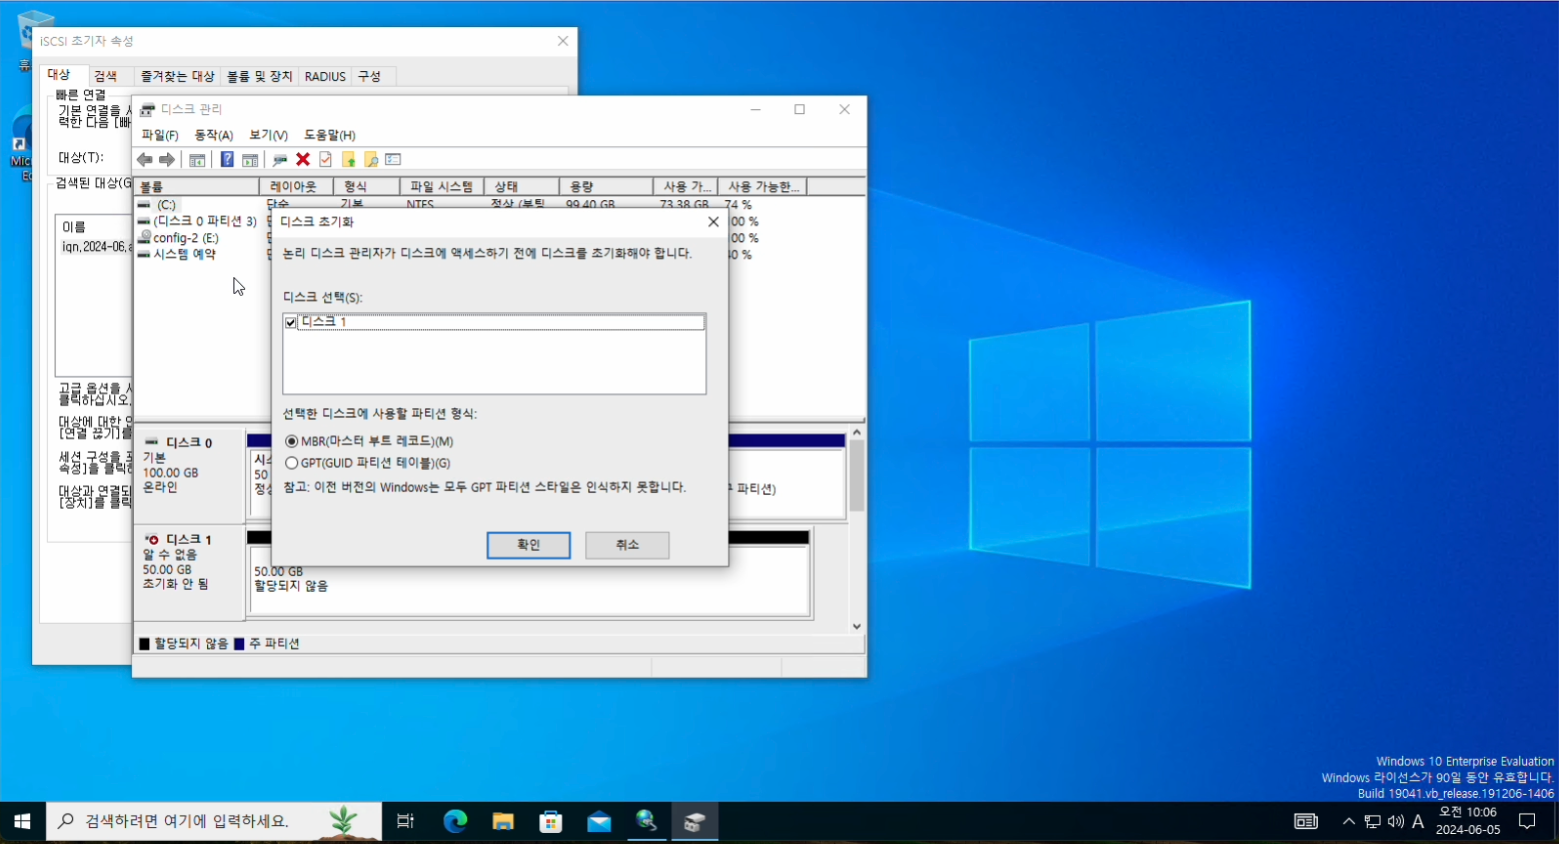 iSCSI 초기자 속성
대상 검색 즐겨찾는 대상 볼륨 및 장치 RADIUS 구성
빠른 연결
기본 연결을
력한 다음 [빠
대상(T):
검색된 대상(G
이름
iqn.2024-06.
고급 옵션을
클릭하십시오.
대상에 대한
[연결 끊기]를
세션 구성을
속성]을 클릭
대상과 연결되
[장치]를 클릭
디스크 관리
파일(F) 동작(A) 보기(V) 도움말(H)
볼륨 레이아웃 형식 파일 시스템 상태 용량 사용 가... 사용 가능한...
(C:) 단순 기본 NTFS 정상 (부팅 99.40 GB 73.38 GB 74 %
(디스크 0 파티션 3) 00 %
config-2 (E:) 00 %
시스템 예약 40 %
디스크 초기화
논리 디스크 관리자가 디스크에 액세스하기 전에 디스크를 초기화해야 합니다.
디스크 선택(S):
디스크 1
선택한 디스크에 사용할 파티션 형식:
MBR(마스터 부트 레코드)(M)
GPT(GUID 파티션 테이블)(G)
참고: 이전 버전의 Windows는 모두 GPT 파티션 스타일은 인식하지 못합니다.
확인 취소
디스크 0
기본
100.00 GB
온라인
시스
50
정상
파티션)
디스크 1
알 수 없음
50.00 GB
초기화 안 됨
50.00 GB
할당되지 않음
할당되지 않음 주 파티션
Windows 10 Enterprise Evaluation
Windows 라이선스가 90일 동안 유효합니다.
Build 19041.vb_release.191206-1406
검색하려면 여기에 입력하세요.
A
오전 10:06
2024-06-05